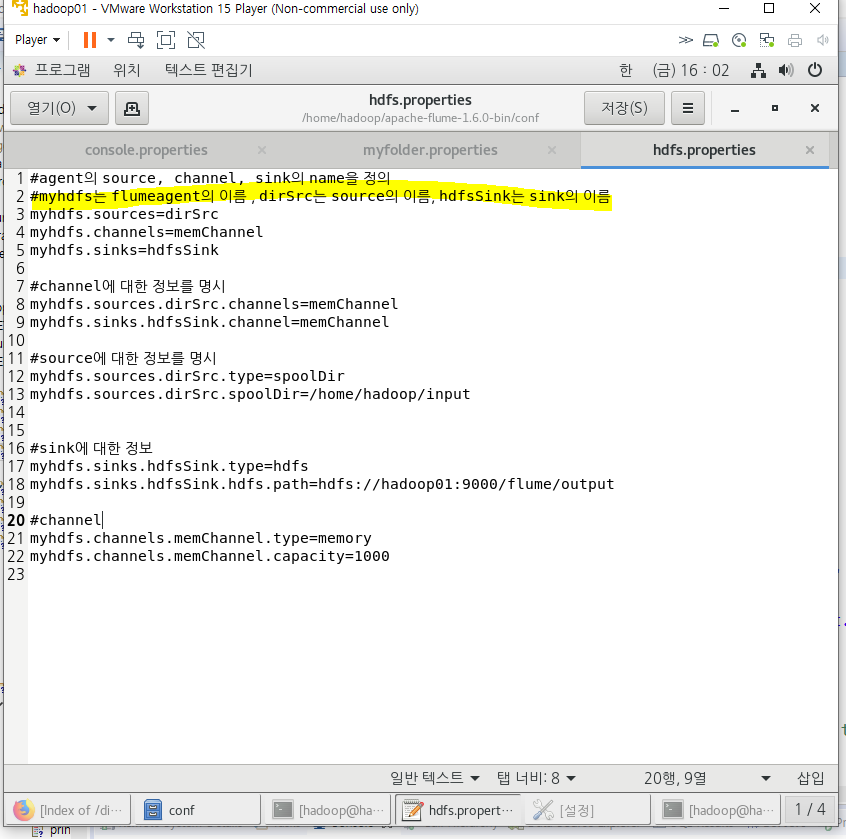 hadoop01 - VMware Workstation 15 Player (Non-commercial use only)
Player
프로그램 위치 텍스트 편집기 한 (금) 16 : 02
열기(O) hdfs.properties 저장(S)
/home/hadoop/apache-flume-1.6.0-bin/conf
console.properties myfolder.properties hdfs.properties
1 #agent의 source, channel, sink의 name을 정의
2 #myhdfs는 flumeagent의 이름 , dirSrc는 source의 이름, hdfsSink는 sink의 이름
3 myhdfs.sources=dirSrc
4 myhdfs.channels=memChannel
5 myhdfs.sinks=hdfsSink
6
7 #channel에 대한 정보를 명시
8 myhdfs.sources.dirSrc.channels=memChannel
9 myhdfs.sinks.hdfsSink.channel=memChannel
10
11 #source에 대한 정보를 명시
12 myhdfs.sources.dirSrc.type=spoolDir
13 myhdfs.sources.dirSrc.spoolDir=/home/hadoop/input
14
15
16 #sink에 대한 정보
17 myhdfs.sinks.hdfsSink.type=hdfs
18 myhdfs.sinks.hdfsSink.hdfs.path=hdfs://hadoop01:9000/flume/output
19
20 #channel
21 myhdfs.channels.memChannel.type=memory
22 myhdfs.channels.memChannel.capacity=1000
23
일반 텍스트 탭 너비: 8 20행, 9열 삽입
[Index of /di··· conf [hadoop@ha··· hdfs.propert··· [설정] [hadoop@ha··· 1 / 4
prin